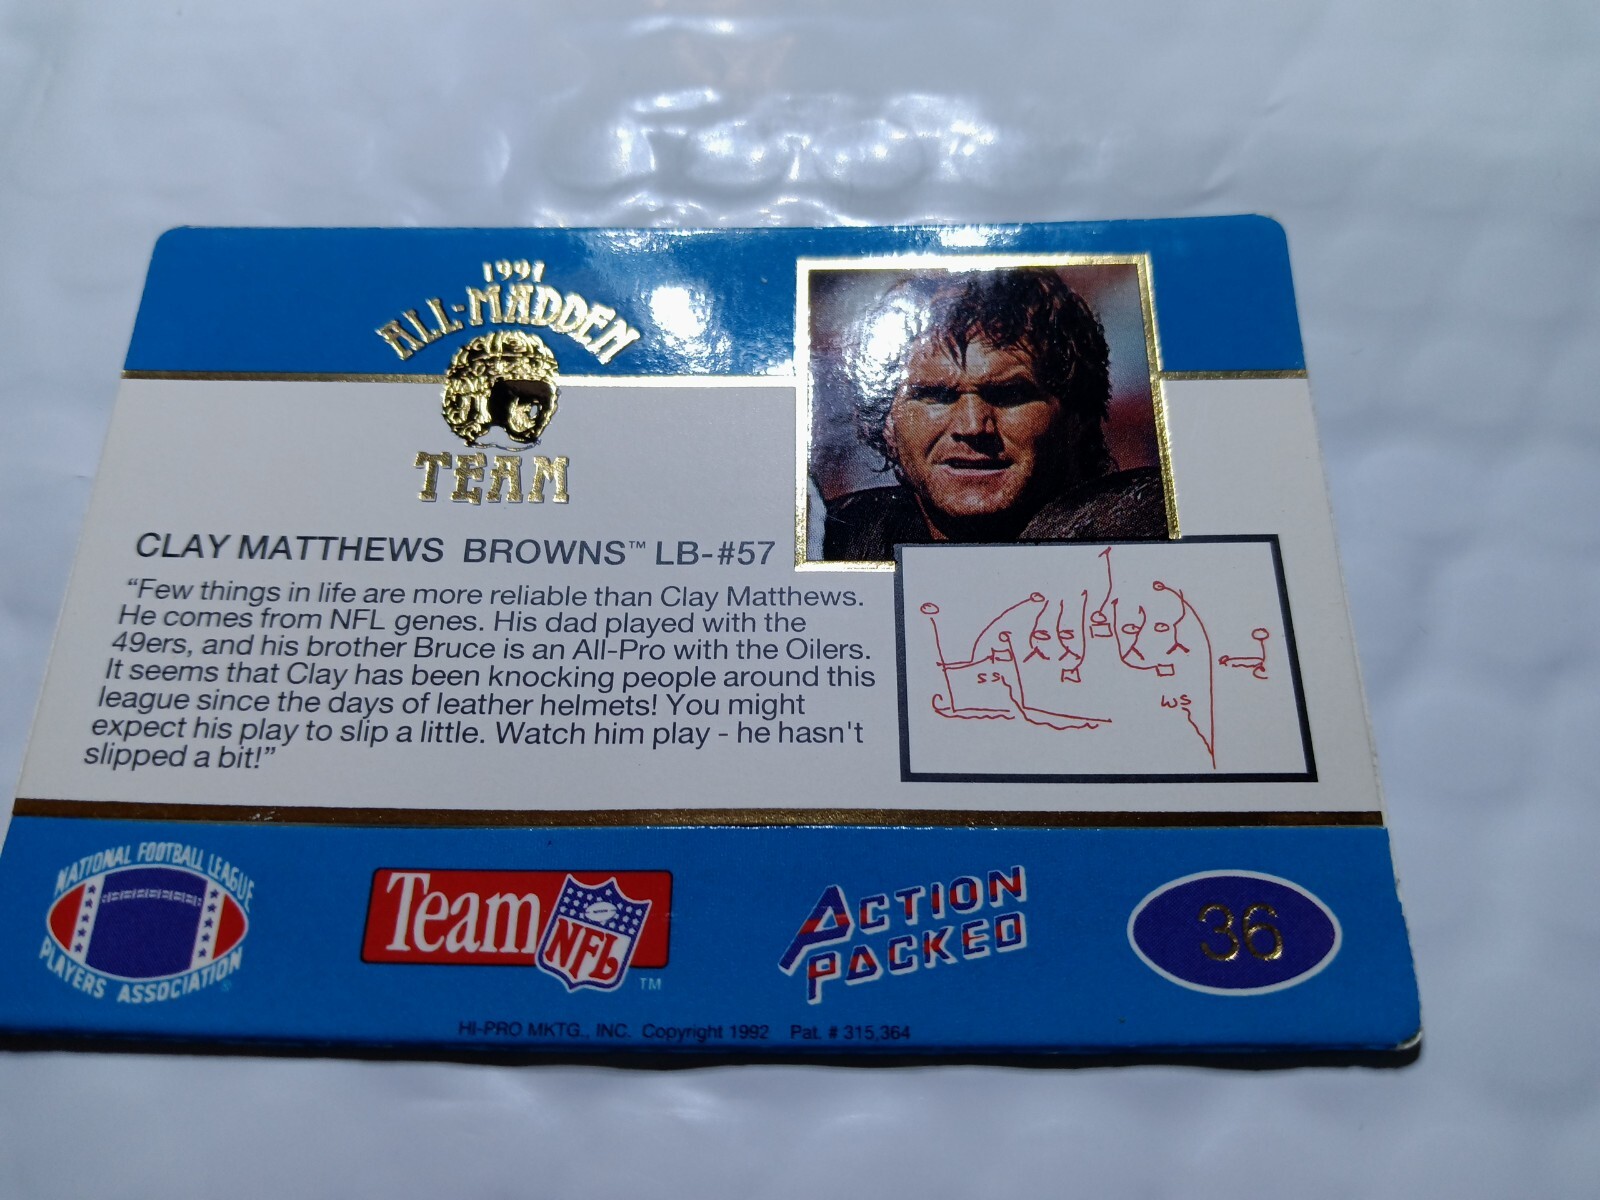 1991
ALL-MADDEN
TEAM
CLAY MATTHEWS BROWNS™ LB-#57
“Few things in life are more reliable than Clay Matthews.
He comes from NFL genes. His dad played with the
49ers, and his brother Bruce is an All-Pro with the Oilers.
It seems that Clay has been knocking people around this
league since the days of leather helmets! You might
expect his play to slip a little. Watch him play - he hasn't
slipped a bit!”
SS
WS
C
C
NATIONAL FOOTBALL LEAGUE
PLAYERS ASSOCIATION®
Team NFL™
ACTION
PACKED
36
HI-PRO MKTG., INC. Copyright 1992 Pat. # 315,364